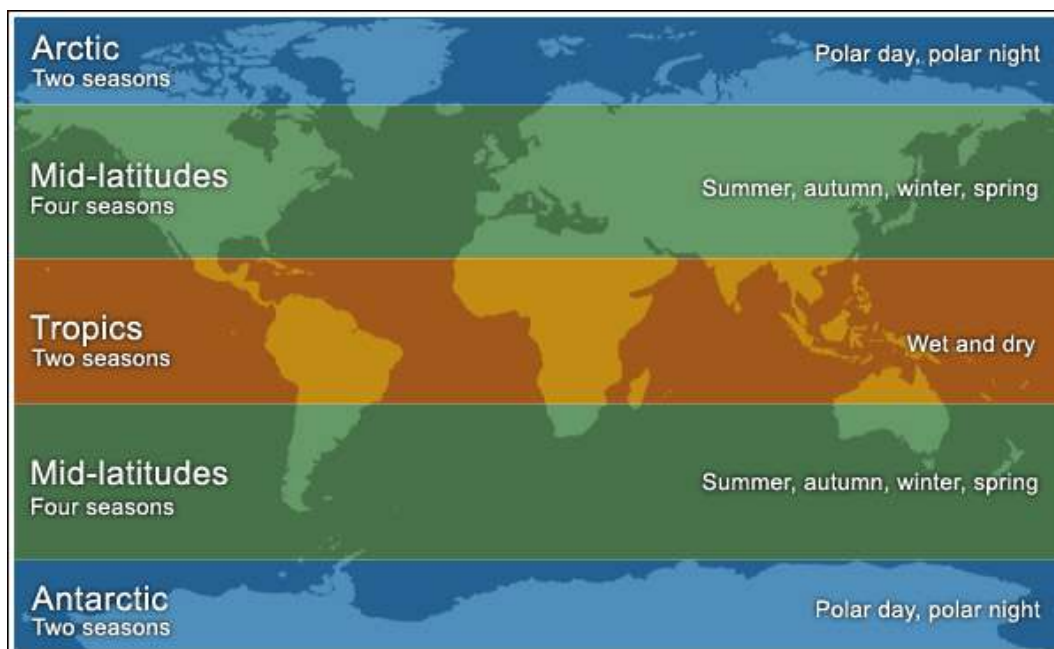 Arctic
Two seasons
Polar day, polar night
Mid-latitudes
Four seasons
Summer, autumn, winter, spring
Tropics
Two seasons
Wet and dry
Mid-latitudes
Four seasons
Summer, autumn, winter, spring
Antarctic
Two seasons
Polar day, polar night